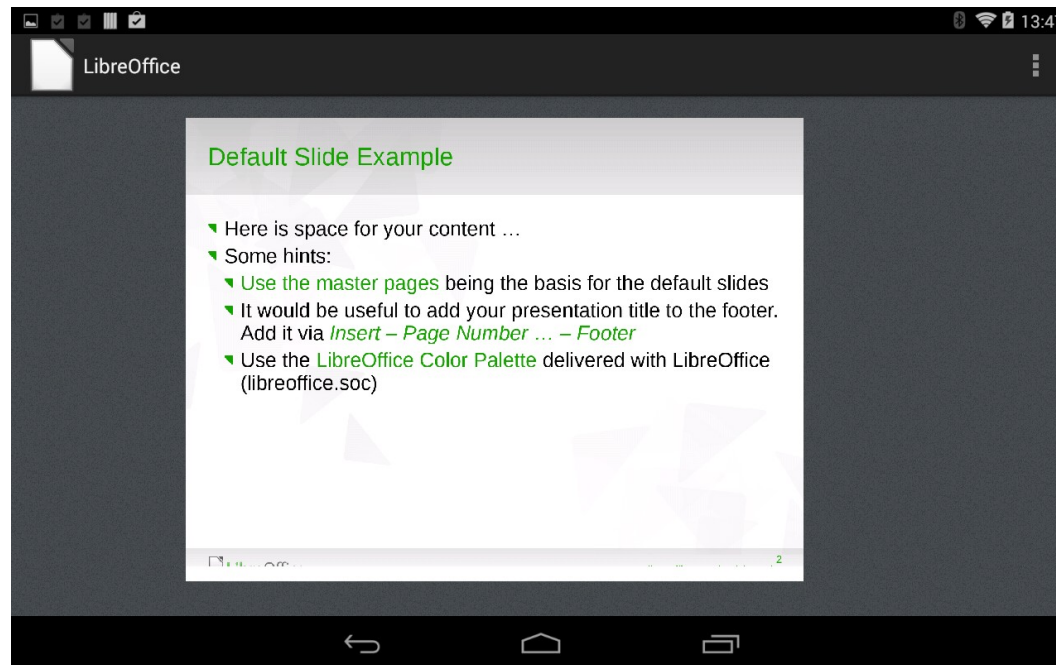 13:4
LibreOffice
Default Slide Example
Here is space for your content …
Some hints:
Use the master pages being the basis for the default slides
It would be useful to add your presentation title to the footer.
Add it via Insert – Page Number … – Footer
Use the LibreOffice Color Palette delivered with LibreOffice
(libreoffice.soc)
2